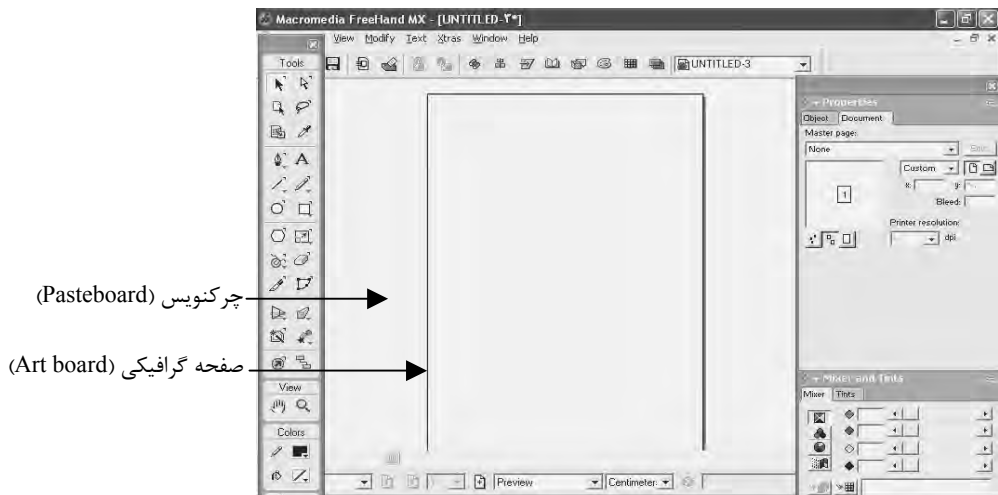 Macromedia FreeHand MX - [UNTITLED-۳*]
View Modify Text Xtras Window Help
Tools
UNTITLED-3
Properties
Object Document
Master page:
None
Custom
x: y:
1
Bleed:
Printer resolution:
dpi
چرکنویس (Pasteboard)
صفحه گرافیکی (Art board)
View
Mixer and Tints
Mixer Tints
Colors
Preview
Centimeter